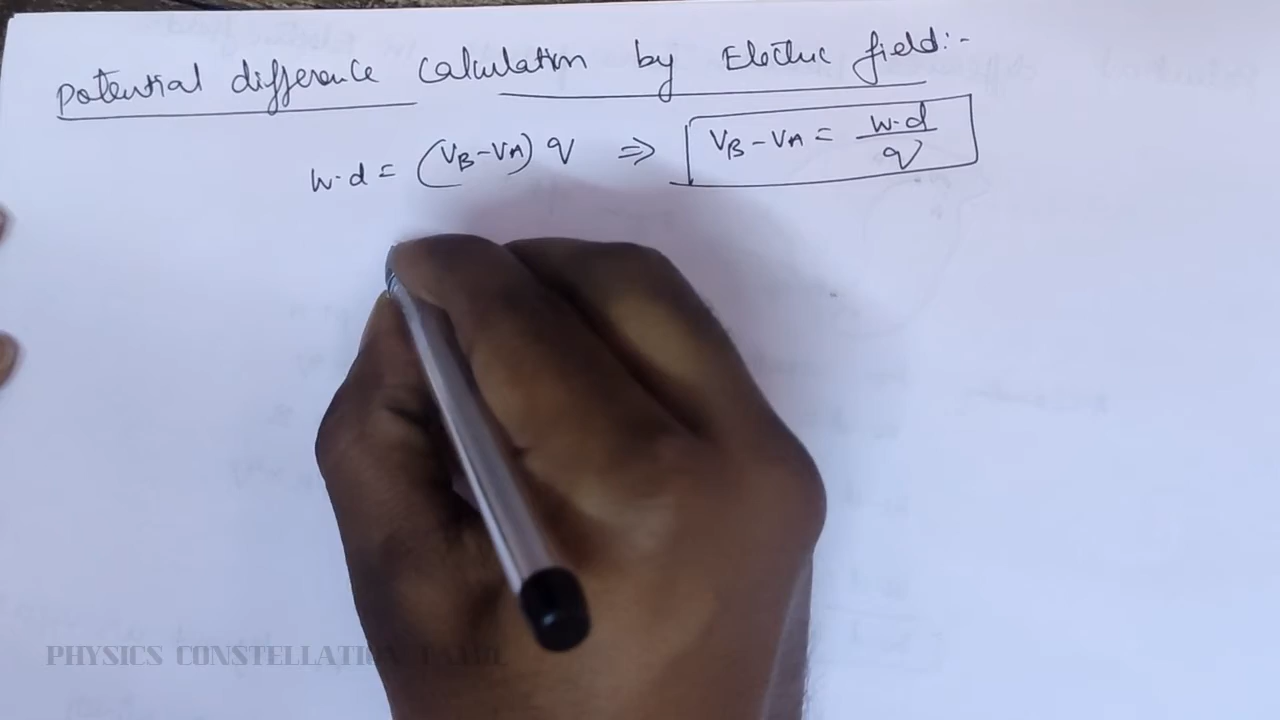 Potential difference calculation by Electric field:-
W.d = (VB-VA) q ⇒ VB-VA = W.d / q
PHYSICS CONSTELLATION